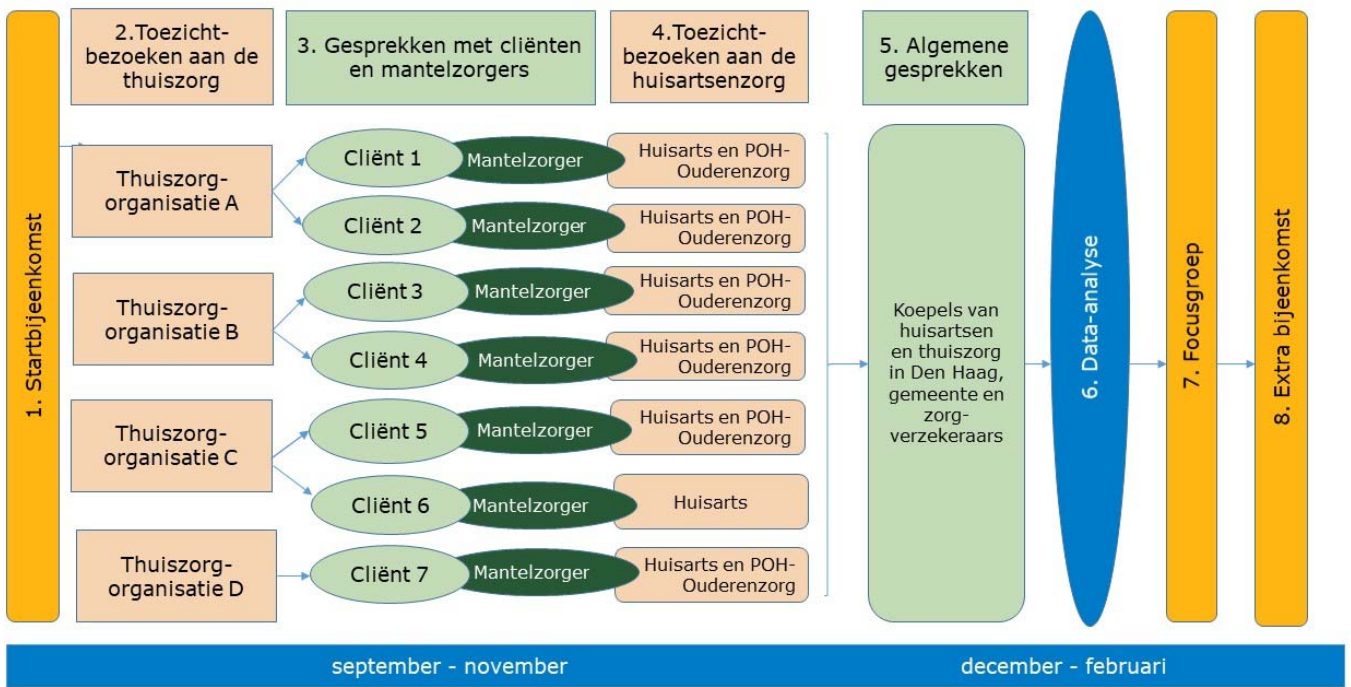 1. Startbijeenkomst
2.Toezicht-
bezoeken aan de
thuiszorg
3. Gesprekken met cliënten
en mantelzorgers
4.Toezicht-
bezoeken aan de
huisartsenzorg
5. Algemene
gesprekken
Thuiszorg-
organisatie A
Cliënt 1
Mantelzorger
Huisarts en POH-
Ouderenzorg
Cliënt 2
Mantelzorger
Huisarts en POH-
Ouderenzorg
Thuiszorg-
organisatie B
Cliënt 3
Mantelzorger
Huisarts en POH-
Ouderenzorg
Cliënt 4
Mantelzorger
Huisarts en POH-
Ouderenzorg
Thuiszorg-
organisatie C
Cliënt 5
Mantelzorger
Huisarts en POH-
Ouderenzorg
Cliënt 6
Mantelzorger
Huisarts
Thuiszorg-
organisatie D
Cliënt 7
Mantelzorger
Huisarts en POH-
Ouderenzorg
Koepels van
huisartsen
en thuiszorg
in Den Haag,
gemeente en
zorg-
verzekeraars
6. Data-analyse
7. Focusgroep
8. Extra bijeenkomst
september - november
december - februari